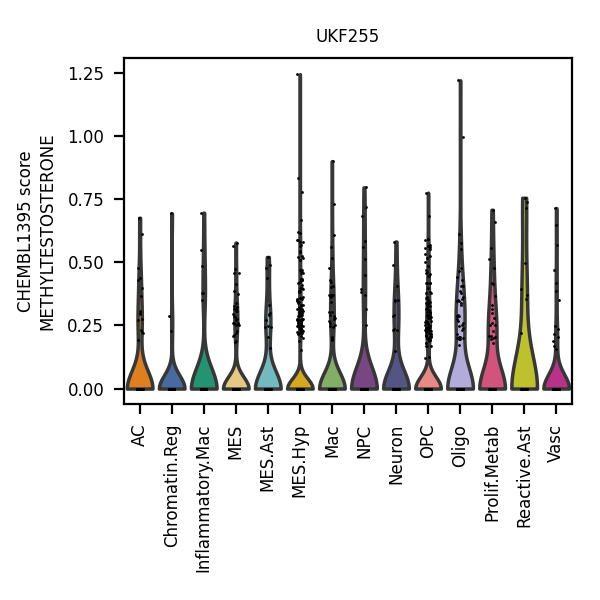 UKF255
CHEMBL1395 score
METHYLTESTOSTERONE
1.25
1.00
0.75
0.50
0.25
0.00
AC
Chromatin.Reg
Inflammatory.Mac
MES
MES.Ast
MES.Hyp
Mac
NPC
Neuron
OPC
Oligo
Prolif.Metab
Reactive.Ast
Vasc